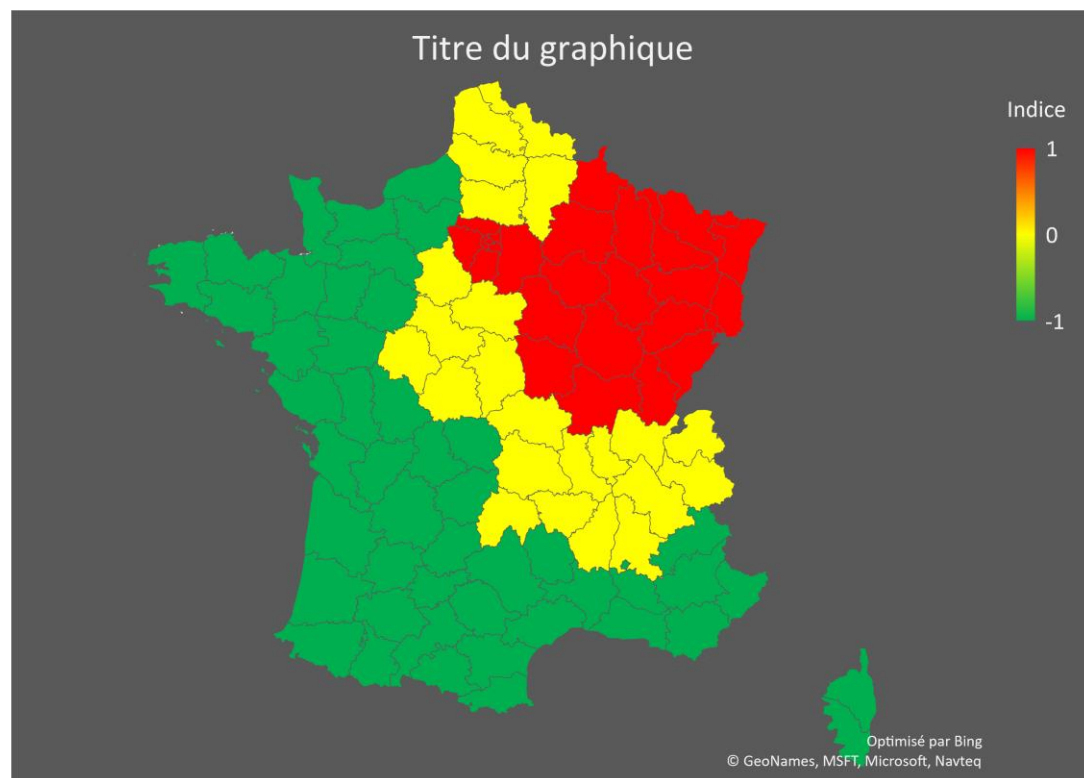 Titre du graphique
Indice
1
0
-1
Optimisé par Bing
© GeoNames, MSFT, Microsoft, Navteq